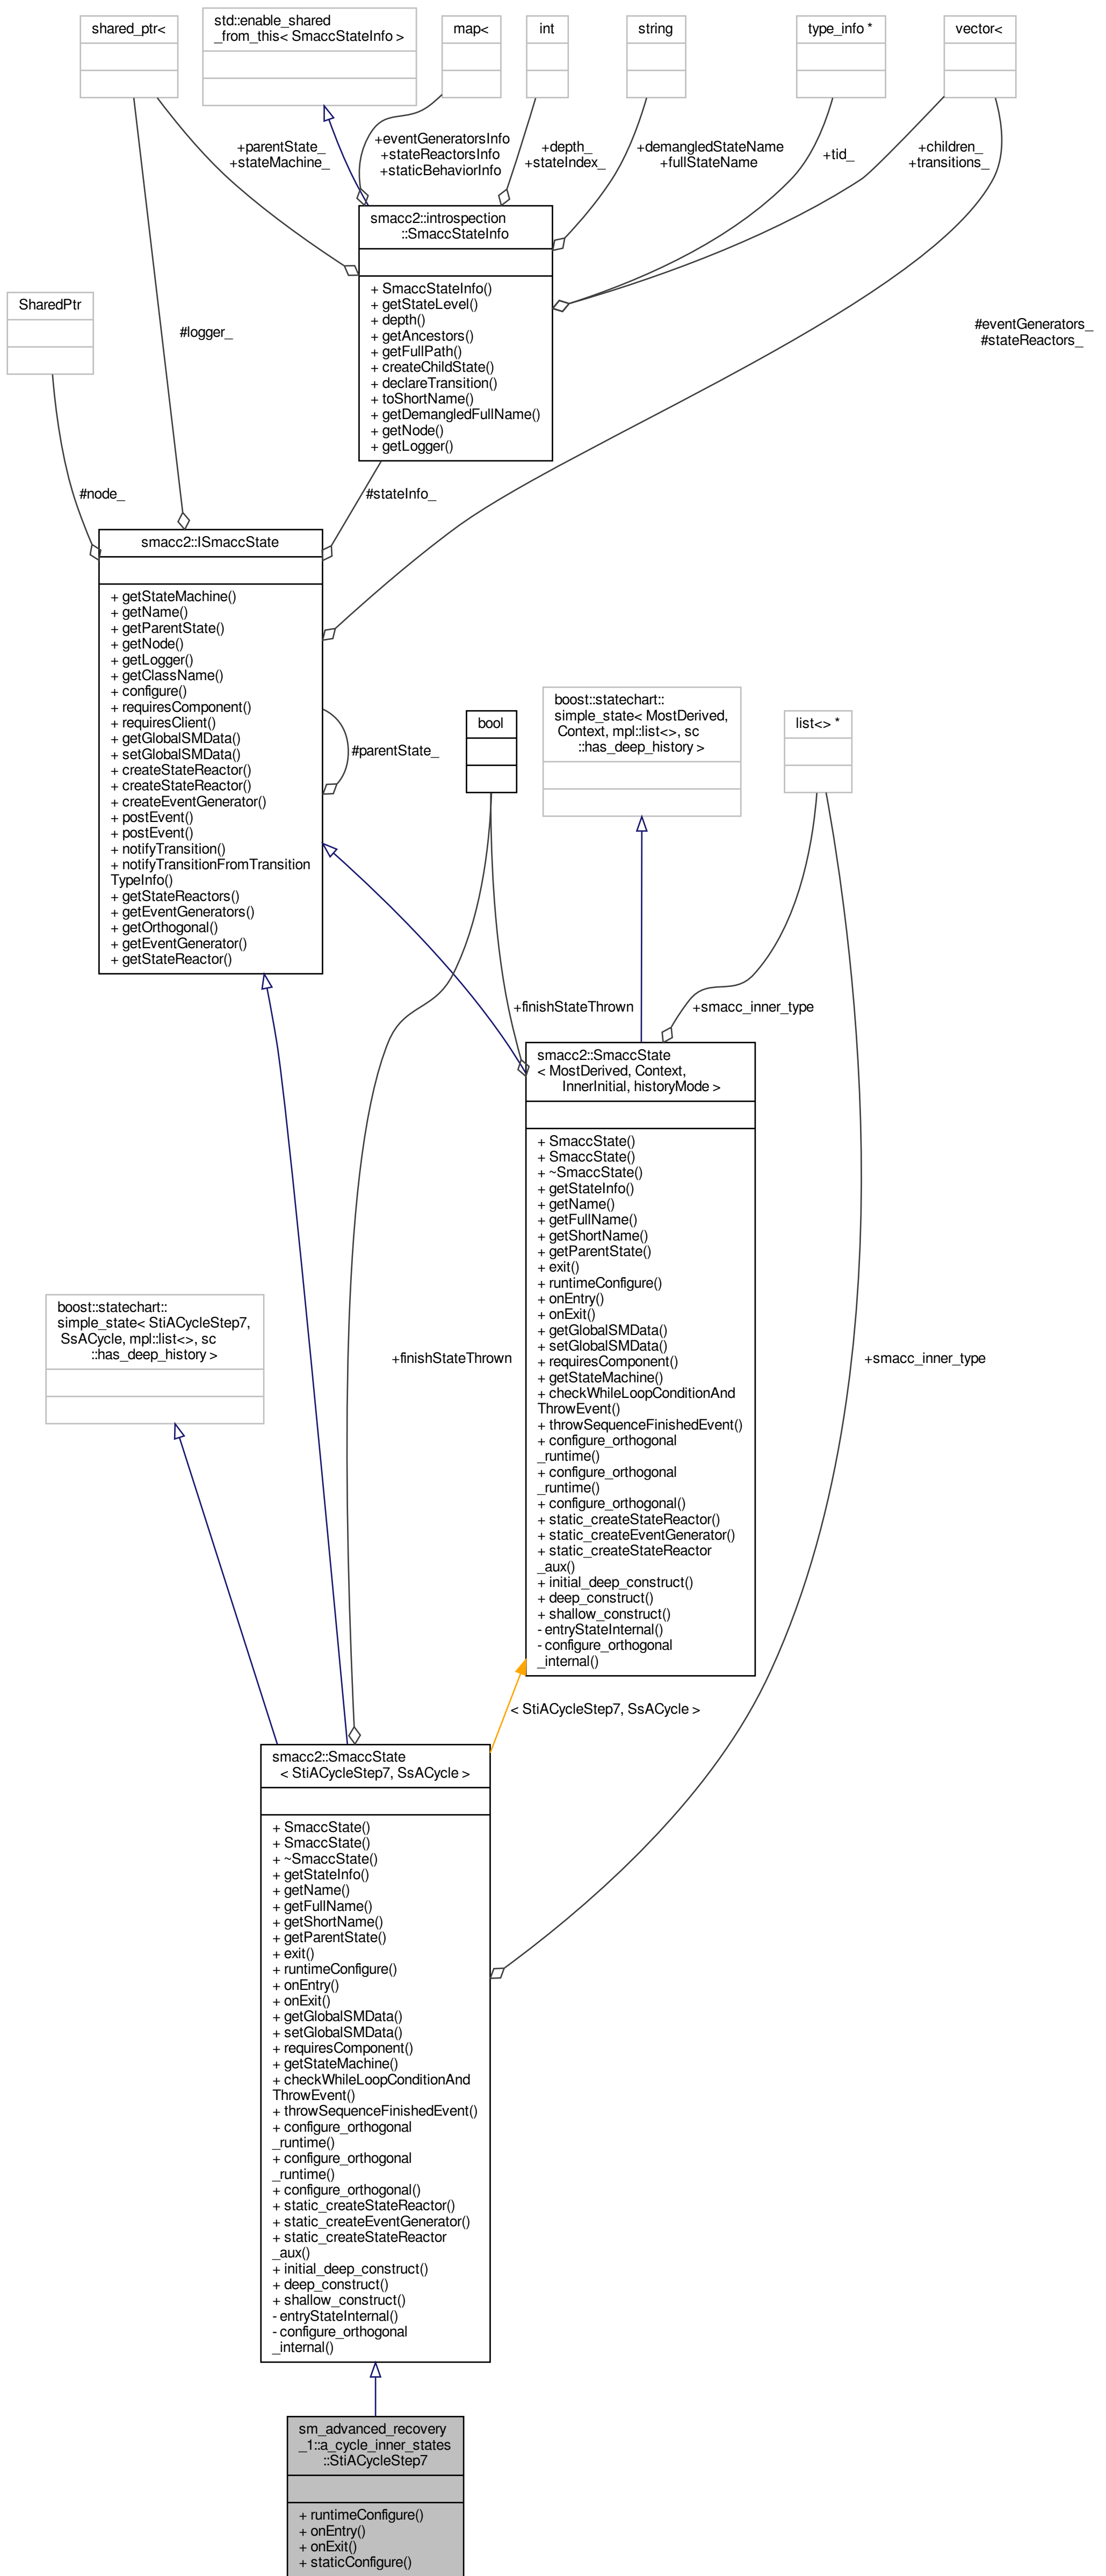 shared_ptr<
std::enable_shared
_from_this< SmaccStateInfo >
map<
int
string
type_info *
vector<
+parentState_
+stateMachine_
+eventGeneratorsInfo
+stateReactorsInfo
+staticBehaviorInfo
+depth_
+stateIndex_
+demangledStateName
+fullStateName
+tid_
+children_
+transitions_
smacc2::introspection
::SmaccStateInfo
+ SmaccStateInfo()
+ getStateLevel()
+ depth()
+ getAncestors()
+ getFullPath()
+ createChildState()
+ declareTransition()
+ toShortName()
+ getDemangledFullName()
+ getNode()
+ getLogger()
SharedPtr
#logger_
#eventGenerators_
#stateReactors_
#node_
#stateInfo_
smacc2::ISmaccState
+ getStateMachine()
+ getName()
+ getParentState()
+ getNode()
+ getLogger()
+ getClassName()
+ configure()
+ requiresComponent()
+ requiresClient()
+ getGlobalSMData()
+ setGlobalSMData()
+ createStateReactor()
+ createStateReactor()
+ createEventGenerator()
+ postEvent()
+ postEvent()
+ notifyTransition()
+ notifyTransitionFromTransition
TypeInfo()
+ getStateReactors()
+ getEventGenerators()
+ getOrthogonal()
+ getEventGenerator()
+ getStateReactor()
#parentState_
bool
boost::statechart::
simple_state< MostDerived,
Context, mpl::list<>, sc
::has_deep_history >
list<> *
+finishStateThrown
+smacc_inner_type
smacc2::SmaccState
< MostDerived, Context,
InnerInitial, historyMode >
+ SmaccState()
+ SmaccState()
+ ~SmaccState()
+ getStateInfo()
+ getName()
+ getFullName()
+ getShortName()
+ getParentState()
+ exit()
+ runtimeConfigure()
+ onEntry()
+ onExit()
+ getGlobalSMData()
+ setGlobalSMData()
+ requiresComponent()
+ getStateMachine()
+ checkWhileLoopConditionAnd
ThrowEvent()
+ throwSequenceFinishedEvent()
+ configure_orthogonal
_runtime()
+ configure_orthogonal
_runtime()
+ configure_orthogonal()
+ static_createStateReactor()
+ static_createEventGenerator()
+ static_createStateReactor
_aux()
+ initial_deep_construct()
+ deep_construct()
+ shallow_construct()
- entryStateInternal()
- configure_orthogonal
_internal()
boost::statechart::
simple_state< StiACycleStep7,
SsACycle, mpl::list<>, sc
::has_deep_history >
+finishStateThrown
+smacc_inner_type
< StiACycleStep7, SsACycle >
smacc2::SmaccState
< StiACycleStep7, SsACycle >
+ SmaccState()
+ SmaccState()
+ ~SmaccState()
+ getStateInfo()
+ getName()
+ getFullName()
+ getShortName()
+ getParentState()
+ exit()
+ runtimeConfigure()
+ onEntry()
+ onExit()
+ getGlobalSMData()
+ setGlobalSMData()
+ requiresComponent()
+ getStateMachine()
+ checkWhileLoopConditionAnd
ThrowEvent()
+ throwSequenceFinishedEvent()
+ configure_orthogonal
_runtime()
+ configure_orthogonal
_runtime()
+ configure_orthogonal()
+ static_createStateReactor()
+ static_createEventGenerator()
+ static_createStateReactor
_aux()
+ initial_deep_construct()
+ deep_construct()
+ shallow_construct()
- entryStateInternal()
- configure_orthogonal
_internal()
sm_advanced_recovery
_1::a_cycle_inner_states
::StiACycleStep7
+ runtimeConfigure()
+ onEntry()
+ onExit()
+ staticConfigure()